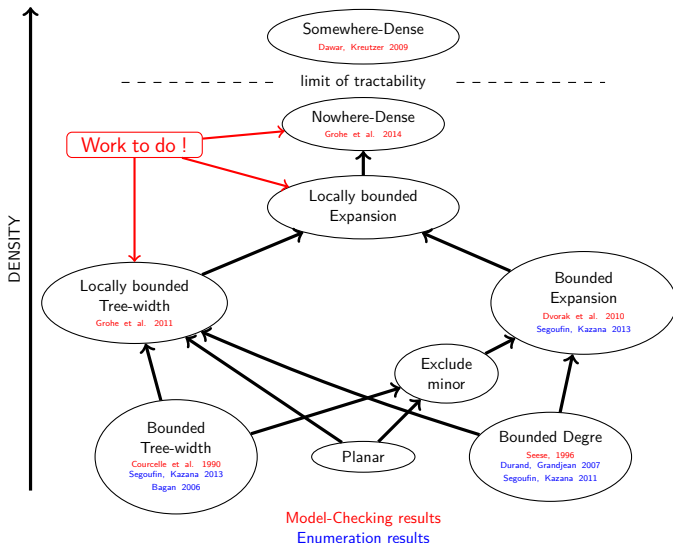 Somewhere-Dense
Dawar, Kreutzer 2009
limit of tractability
Nowhere-Dense
Grohe et al. 2014
Work to do !
Locally bounded
Expansion
DENSITY
Locally bounded
Tree-width
Grohe et al. 2011
Bounded
Expansion
Dvorak et al. 2010
Segoufin, Kazana 2013
Exclude
minor
Bounded
Tree-width
Courcelle et al. 1990
Segoufin, Kazana 2013
Bagan 2006
Planar
Bounded Degre
Seese, 1996
Durand, Grandjean 2007
Segoufin, Kazana 2011
Model-Checking results
Enumeration results